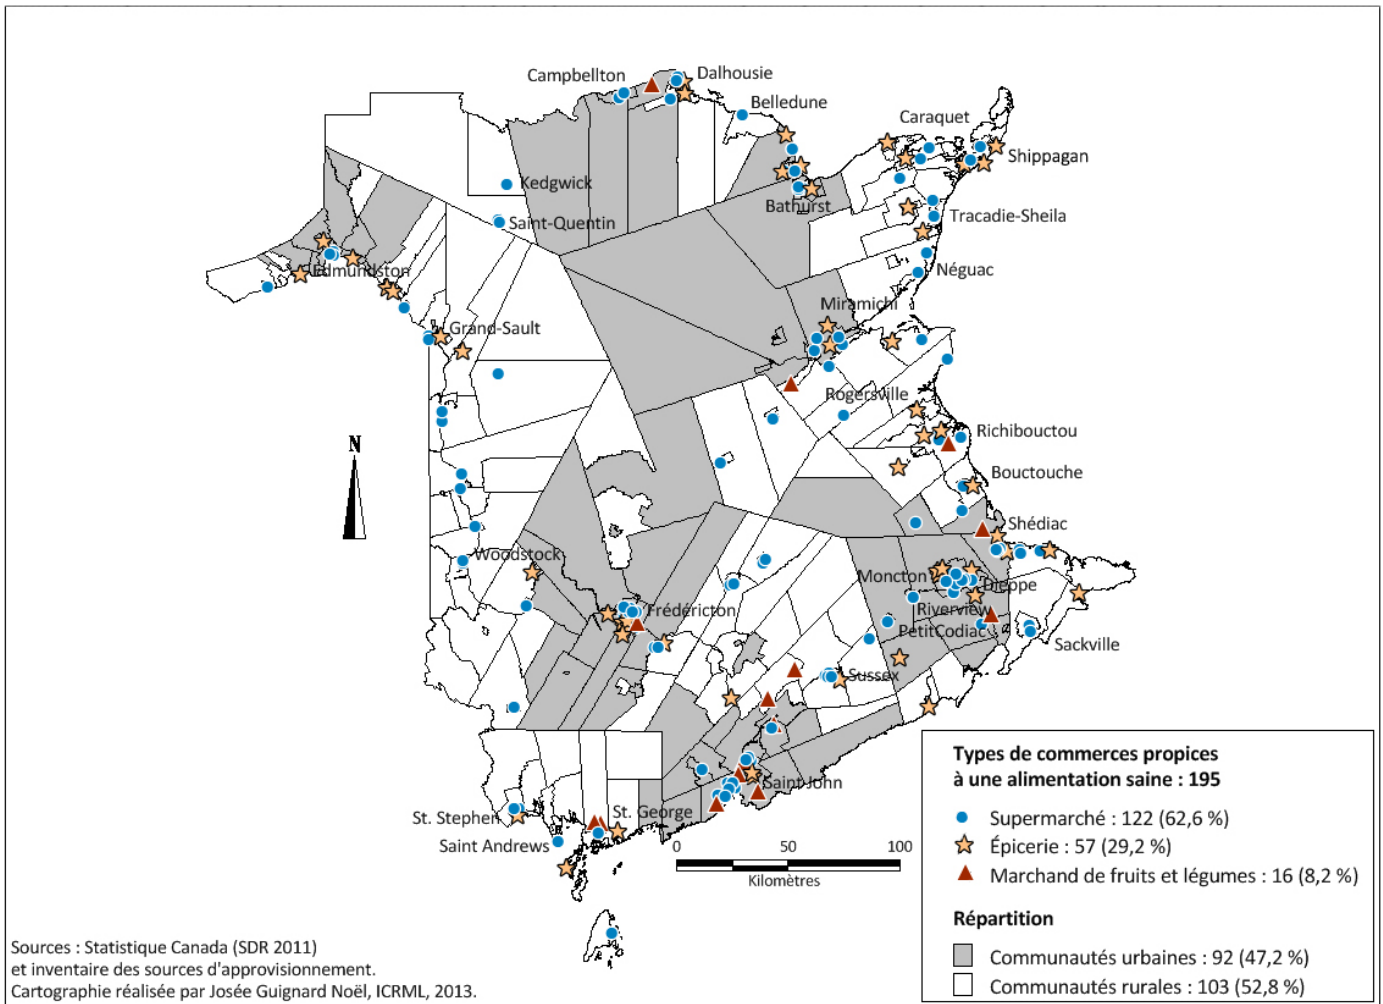 Campbellton
Dalhousie
Belledune
Caraquet
Shippagan
Kedgwick
Bathurst
Saint-Quentin
Tracadie-Sheila
Edmundston
Néguac
Miramichi
Grand-Sault
Rogersville
N
Richibouctou
Bouctouche
Shédiac
Woodstock
Moncton
Dieppe
Frédéricton
Riverview
PetitCodiac
Sackville
Sussex
Saint John
St. George
St. Stephen
Saint Andrews
0 50 100
Kilomètres
Types de commerces propices
à une alimentation saine : 195
Supermarché : 122 (62,6 %)
Épicerie : 57 (29,2 %)
Marchand de fruits et légumes : 16 (8,2 %)
Répartition
Communautés urbaines : 92 (47,2 %)
Communautés rurales : 103 (52,8 %)
Sources : Statistique Canada (SDR 2011)
et inventaire des sources d'approvisionnement.
Cartographie réalisée par Josée Guignard Noël, ICRML, 2013.